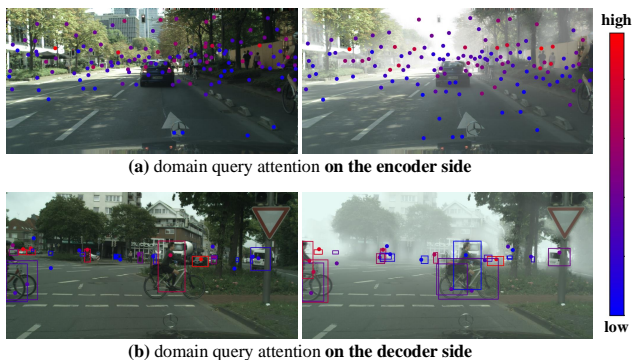 high
(a) domain query attention on the encoder side
low
(b) domain query attention on the decoder side